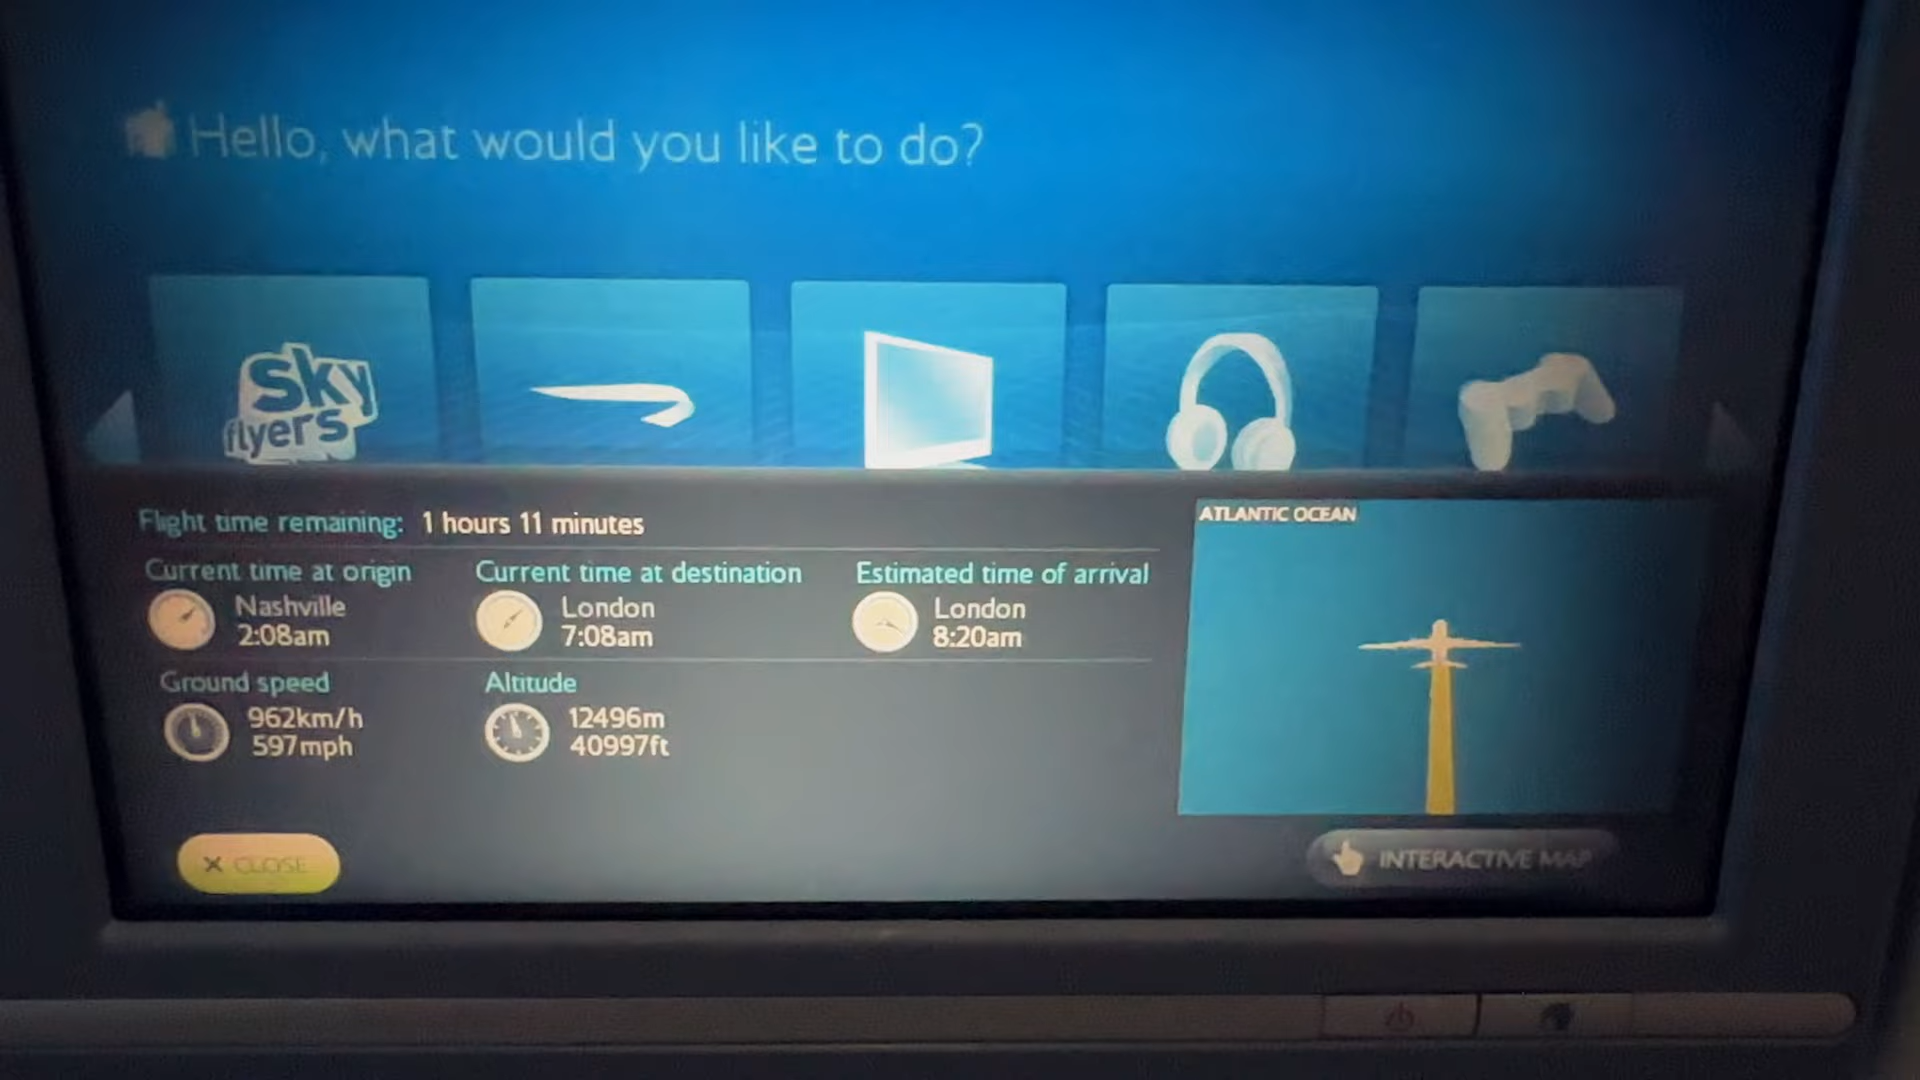 Hello, what would you like to do?
Sky
flyers
Flight time remaining: 1 hours 11 minutes
ATLANTIC OCEAN
Current time at origin
Nashville
2:08am
Current time at destination
London
7:08am
Estimated time of arrival
London
8:20am
Ground speed
962km/h
597mph
Altitude
12496m
40997ft
CLOSE
INTERACTIVE MAP